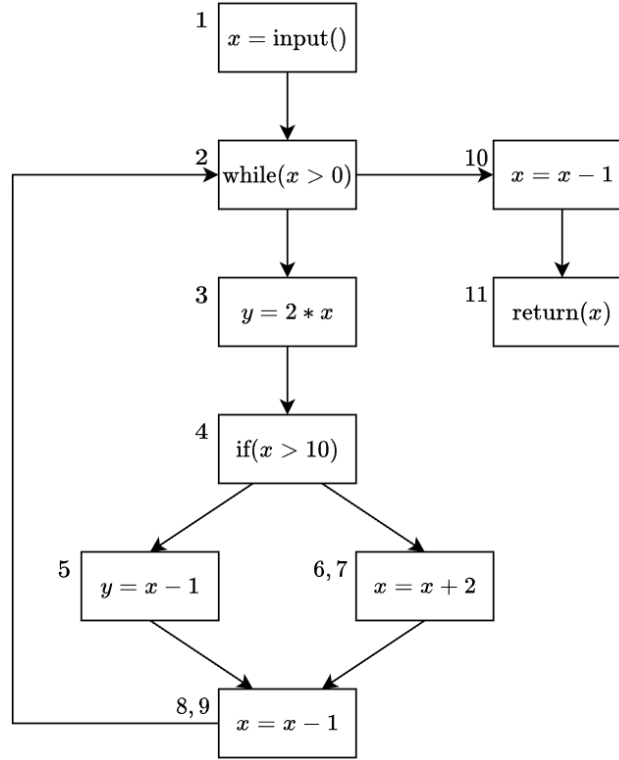 1
x = input()
2
while(x > 0)
10
x = x − 1
3
y = 2 ∗ x
11
return(x)
4
if(x > 10)
5
y = x − 1
6, 7
x = x + 2
8, 9
x = x − 1